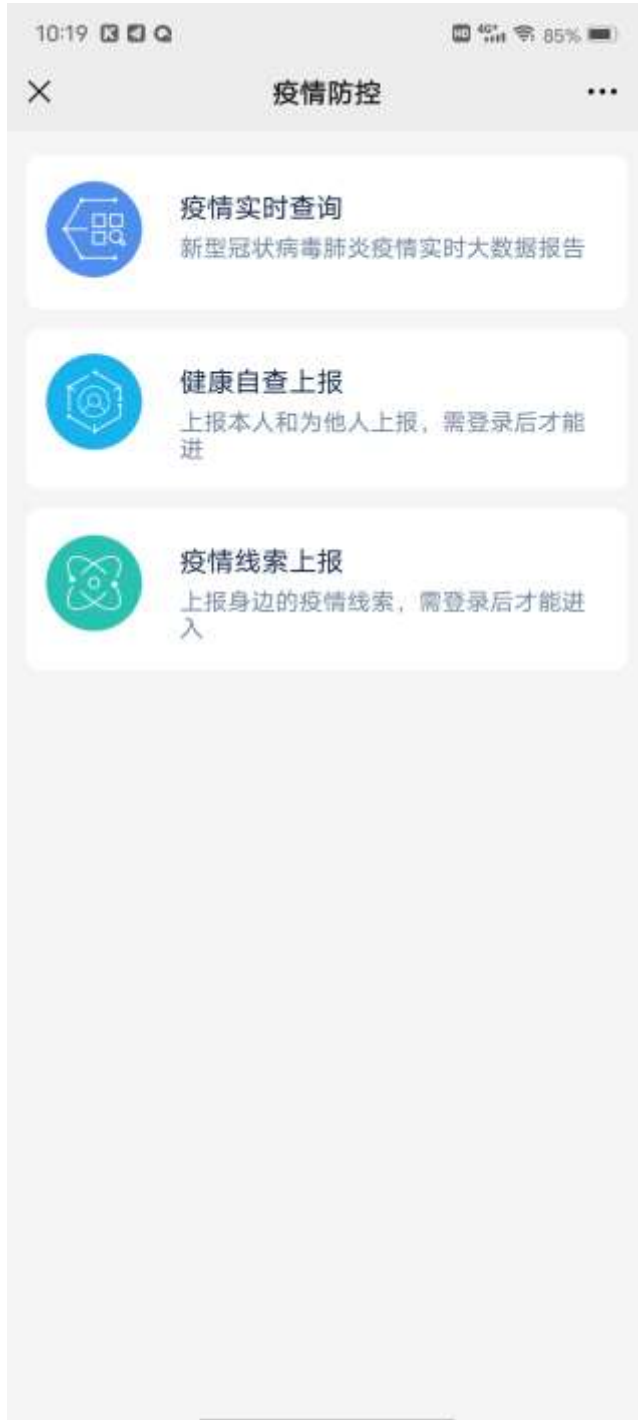 10:19
HD 4G+ 85%
疫情防控
疫情实时查询
新型冠状病毒肺炎疫情实时大数据报告
健康自查上报
上报本人和为他人上报，需登录后才能
进
疫情线索上报
上报身边的疫情线索，需登录后才能进
入